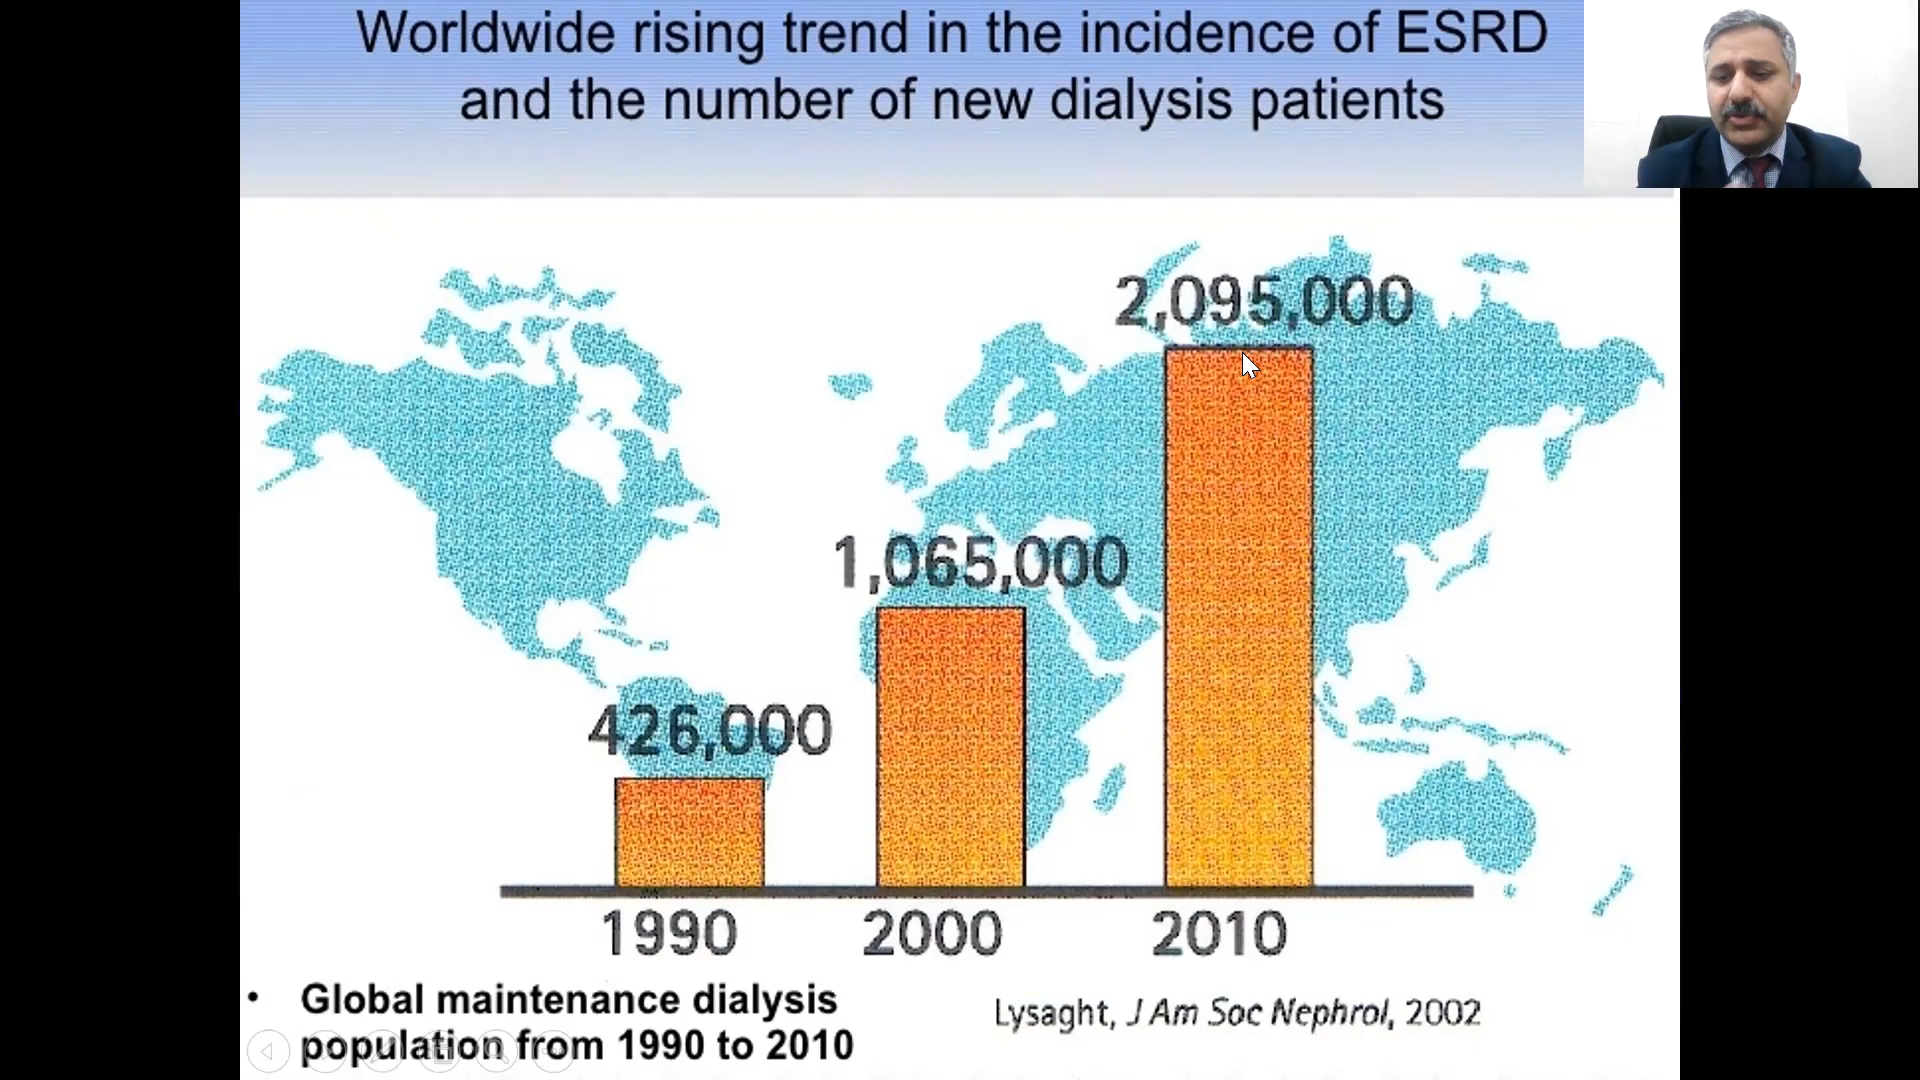 Worldwide rising trend in the incidence of ESRD
and the number of new dialysis patients
2,095,000
1,065,000
426,000
1990 2000 2010
• Global maintenance dialysis
population from 1990 to 2010
Lysaght, J Am Soc Nephrol, 2002